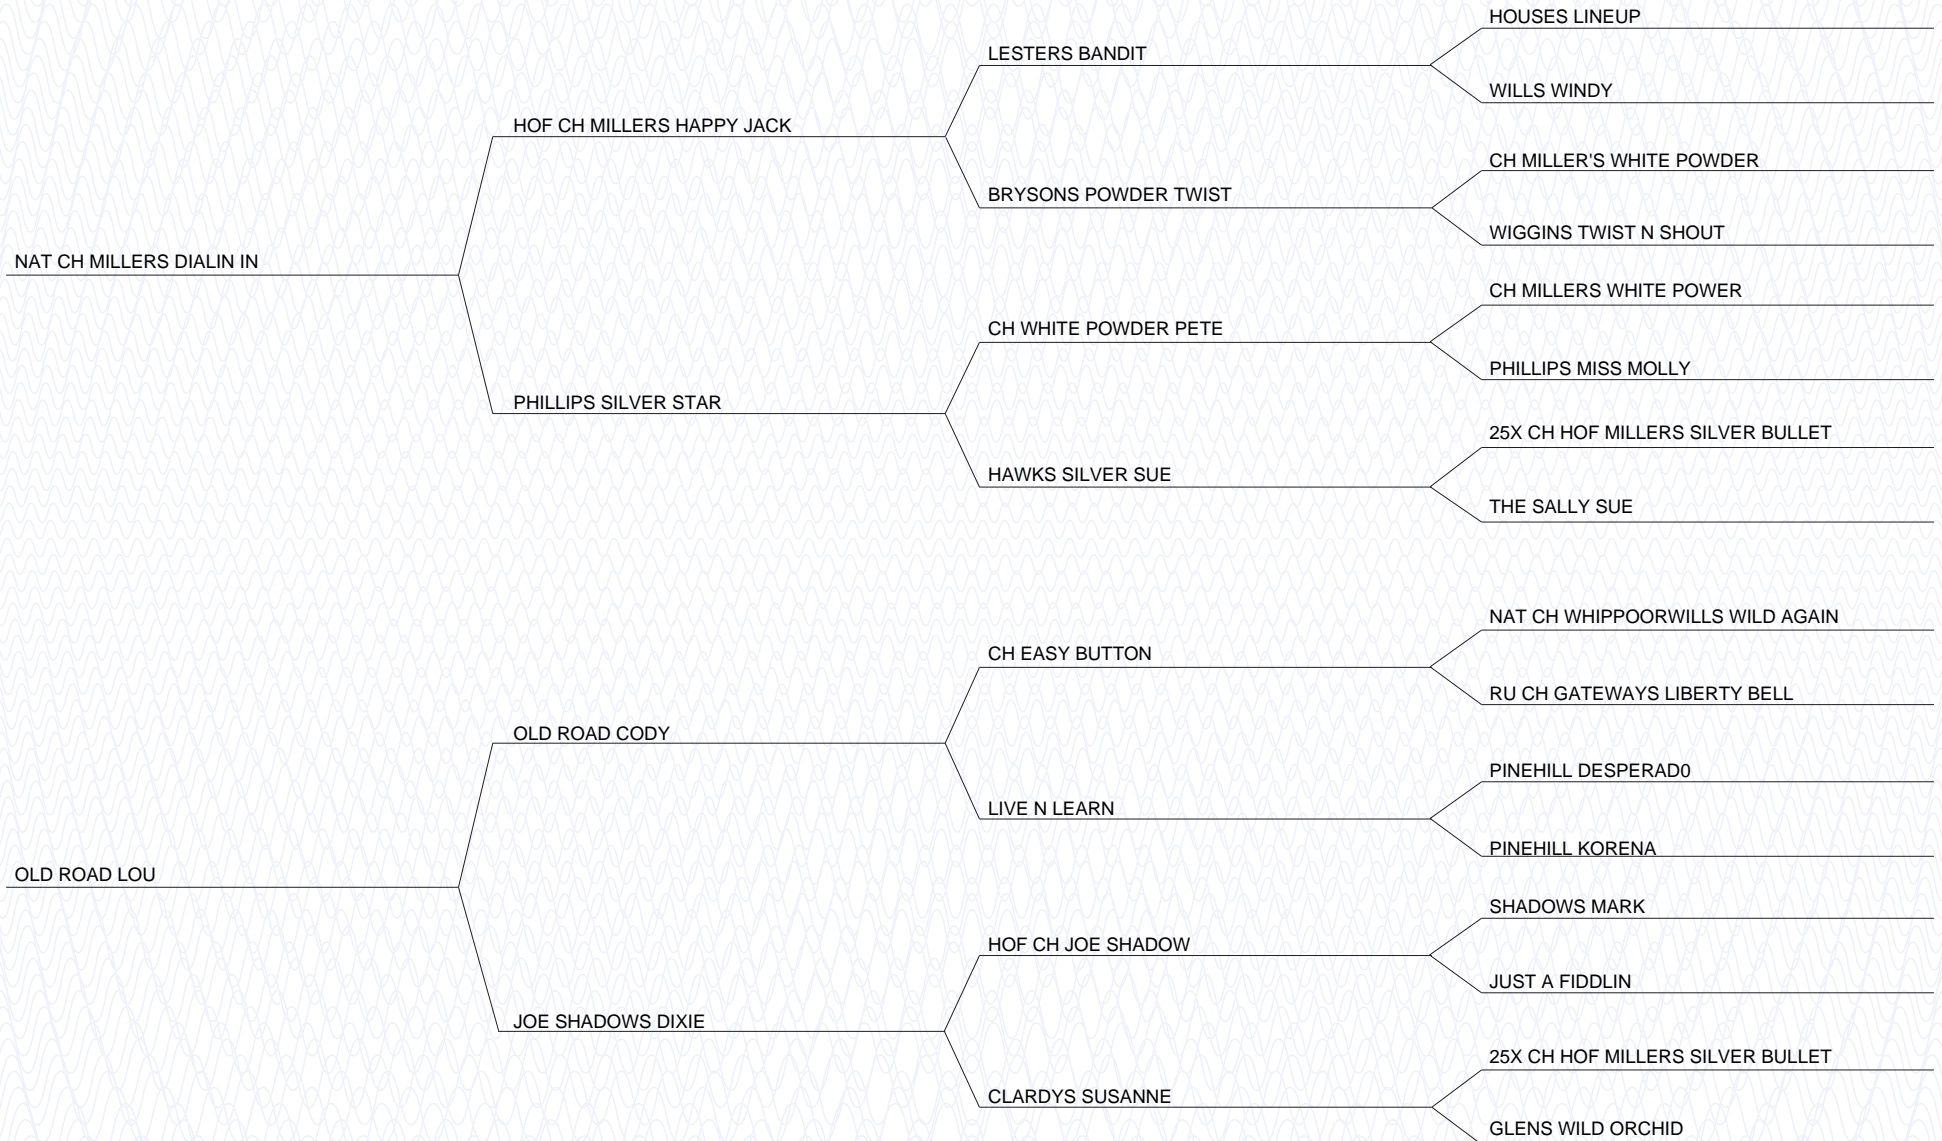 HOUSES LINEUP
LESTERS BANDIT
WILLS WINDY
HOF CH MILLERS HAPPY JACK
CH MILLER'S WHITE POWDER
BRYSONS POWDER TWIST
WIGGINS TWIST N SHOUT
NAT CH MILLERS DIALIN IN
CH MILLERS WHITE POWER
CH WHITE POWDER PETE
PHILLIPS MISS MOLLY
PHILLIPS SILVER STAR
25X CH HOF MILLERS SILVER BULLET
HAWKS SILVER SUE
THE SALLY SUE
NAT CH WHIPPOORWILLS WILD AGAIN
CH EASY BUTTON
RU CH GATEWAYS LIBERTY BELL
OLD ROAD CODY
PINEHILL DESPERAD0
LIVE N LEARN
PINEHILL KORENA
OLD ROAD LOU
SHADOWS MARK
HOF CH JOE SHADOW
JUST A FIDDLIN
JOE SHADOWS DIXIE
25X CH HOF MILLERS SILVER BULLET
CLARDYS SUSANNE
GLENS WILD ORCHID